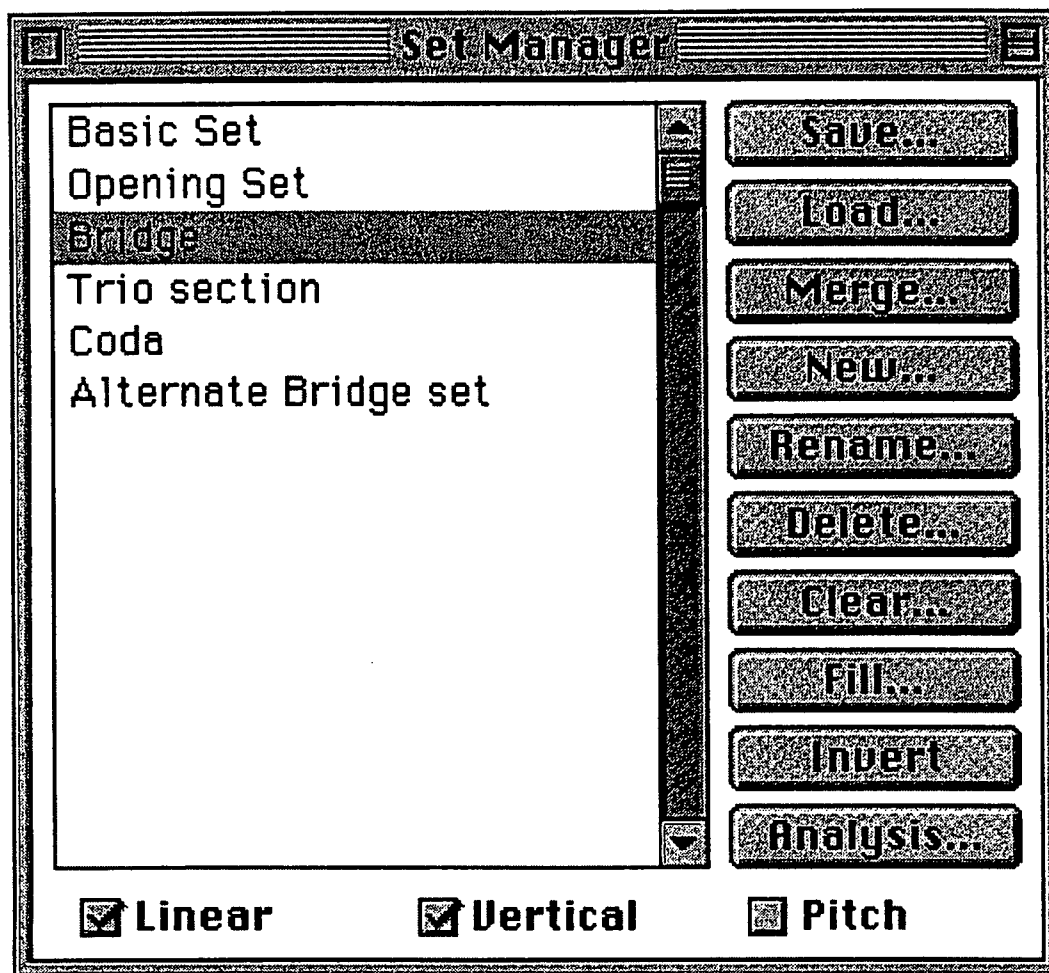 Set Manager
Basic Set
Opening Set
Bridge
Trio section
Coda
Alternate Bridge set
Save...
Load...
Merge...
New...
Rename...
Delete...
Clear...
Fill...
Invert
Analysis...
Linear
Vertical
Pitch